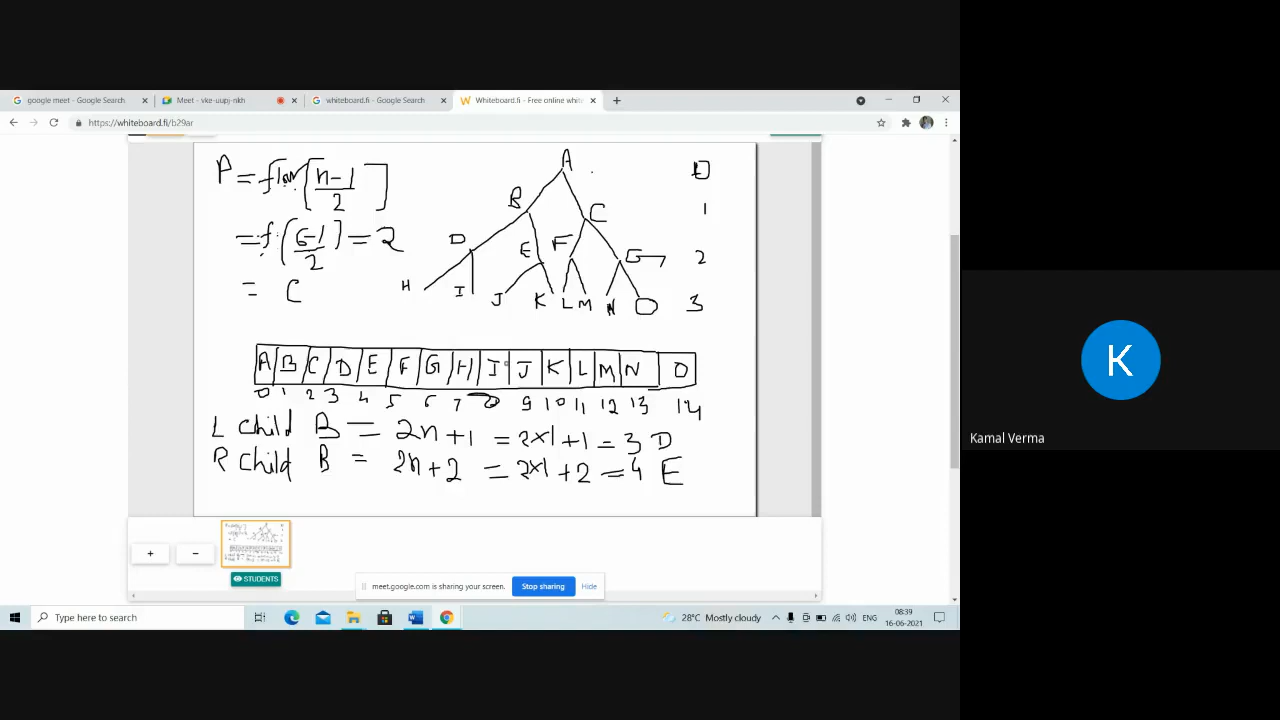 google meet - Google Search
Meet - vke-uupj-nkh
whiteboard.fi - Google Search
Whiteboard.fi - Free online white
https://whiteboard.fi/b29ar
P = floor [n-1/2]
= f [6-1/2] = 2
= C
A 0
B C 1
D E F G 2
H I J K L M N O 3
A B C D E F G H I J K L M N O
0 1 2 3 4 5 6 7 8 9 10 11 12 13 14
L child B = 2n+1 = 2x1+1 = 3 D
R child B = 2n+2 = 2x1+2 = 4 E
K
Kamal Verma
+ -
STUDENTS
meet.google.com is sharing your screen. Stop sharing Hide
Type here to search
28°C Mostly cloudy
ENG
08:39
16-06-2021